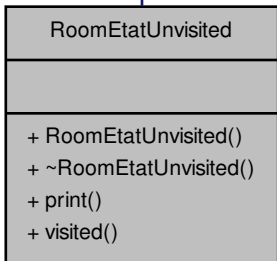 RoomEtatUnvisited
+ RoomEtatUnvisited()
+ ~RoomEtatUnvisited()
+ print()
+ visited()